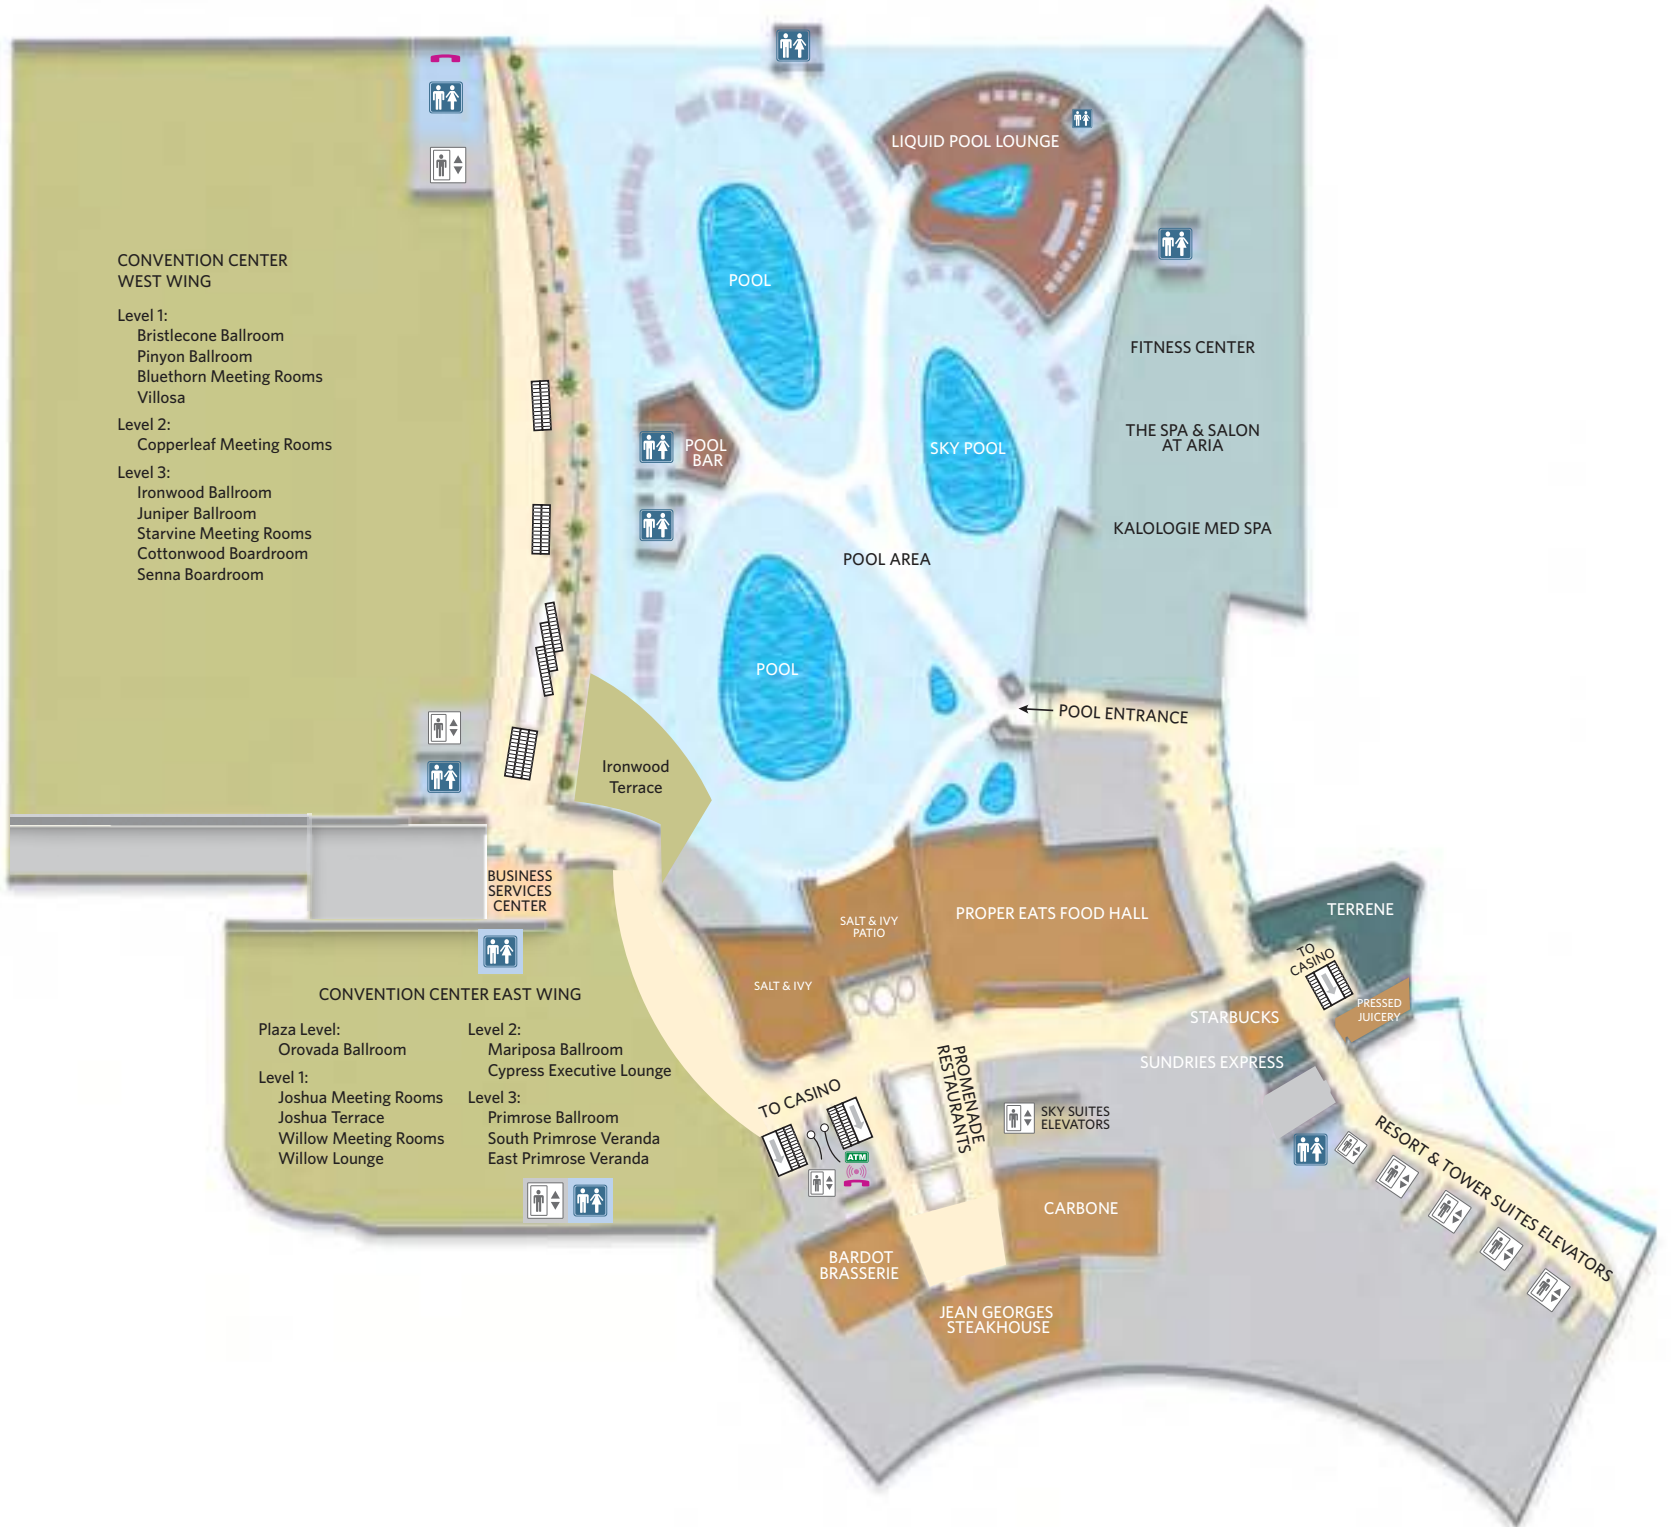 CONVENTION CENTER
WEST WING
Level 1:
Bristlecone Ballroom
Pinyon Ballroom
Bluethorn Meeting Rooms
Villosa
Level 2:
Copperleaf Meeting Rooms
Level 3:
Ironwood Ballroom
Juniper Ballroom
Starvine Meeting Rooms
Cottonwood Boardroom
Senna Boardroom
LIQUID POOL LOUNGE
POOL
POOL
BAR
SKY POOL
POOL AREA
POOL
FITNESS CENTER
THE SPA & SALON
AT ARIA
KALOLOGIE MED SPA
POOL ENTRANCE
Ironwood
Terrace
BUSINESS
SERVICES
CENTER
SALT & IVY
PATIO
SALT & IVY
PROPER EATS FOOD HALL
TERRENE
TO
CASINO
PRESSED
JUICERY
STARBUCKS
SUNDRIES EXPRESS
CONVENTION CENTER EAST WING
Plaza Level:
Orovada Ballroom
Level 1:
Joshua Meeting Rooms
Joshua Terrace
Willow Meeting Rooms
Willow Lounge
Level 2:
Mariposa Ballroom
Cypress Executive Lounge
Level 3:
Primrose Ballroom
South Primrose Veranda
East Primrose Veranda
TO CASINO
ATM
PROMENADE
RESTAURANTS
SKY SUITES
ELEVATORS
RESORT & TOWER SUITES ELEVATORS
CARBONE
BARDOT
BRASSERIE
JEAN GEORGES
STEAKHOUSE